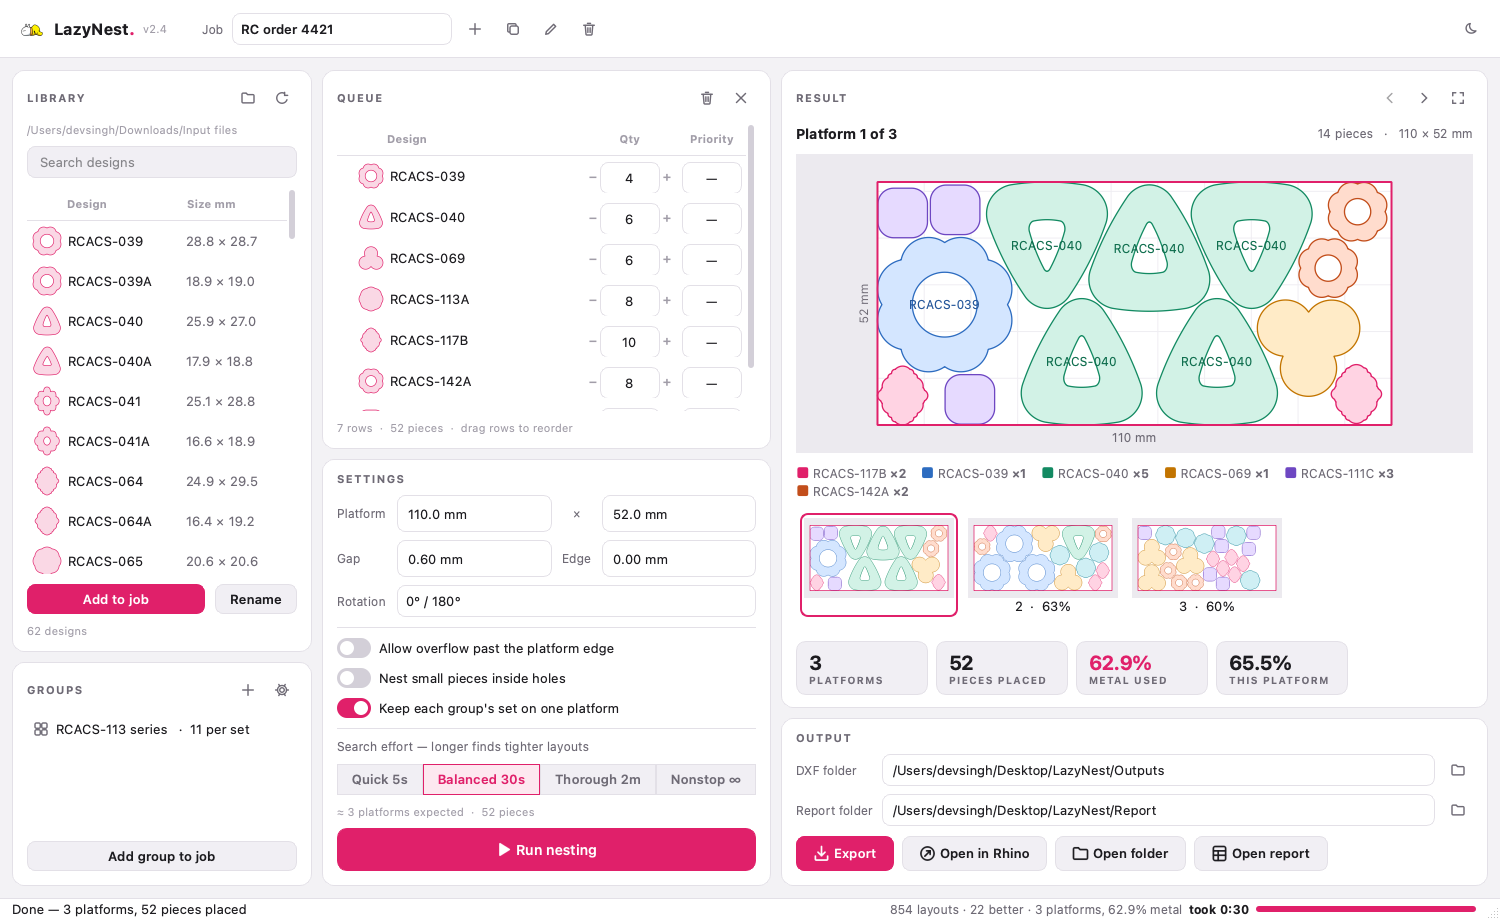 LazyNest. v2.4
Job RC order 4421
LIBRARY
/Users/devsingh/Downloads/Input files
Search designs
Design Size mm
RCACS-039 28.8 × 28.7
RCACS-039A 18.9 × 19.0
RCACS-040 25.9 × 27.0
RCACS-040A 17.9 × 18.8
RCACS-041 25.1 × 28.8
RCACS-041A 16.6 × 18.9
RCACS-064 24.9 × 29.5
RCACS-064A 16.4 × 19.2
RCACS-065 20.6 × 20.6
Add to job Rename
62 designs
GROUPS
RCACS-113 series · 11 per set
Add group to job
QUEUE
Design Qty Priority
RCACS-039 − 4 + —
RCACS-040 − 6 + —
RCACS-069 − 6 + —
RCACS-113A − 8 + —
RCACS-117B − 10 + —
RCACS-142A − 8 + —
7 rows · 52 pieces · drag rows to reorder
SETTINGS
Platform 110.0 mm × 52.0 mm
Gap 0.60 mm Edge 0.00 mm
Rotation 0° / 180°
Allow overflow past the platform edge
Nest small pieces inside holes
Keep each group's set on one platform
Search effort — longer finds tighter layouts
Quick 5s Balanced 30s Thorough 2m Nonstop ∞
≈ 3 platforms expected · 52 pieces
Run nesting
RESULT
Platform 1 of 3 14 pieces · 110 × 52 mm
RCACS-040 RCACS-040 RCACS-040
RCACS-039
RCACS-040 RCACS-040
52 mm
110 mm
RCACS-117B ×2 RCACS-039 ×1 RCACS-040 ×5 RCACS-069 ×1 RCACS-111C ×3
RCACS-142A ×2
2 · 63% 3 · 60%
3 52 62.9% 65.5%
PLATFORMS PIECES PLACED METAL USED THIS PLATFORM
OUTPUT
DXF folder /Users/devsingh/Desktop/LazyNest/Outputs
Report folder /Users/devsingh/Desktop/LazyNest/Report
Export Open in Rhino Open folder Open report
Done — 3 platforms, 52 pieces placed
854 layouts · 22 better · 3 platforms, 62.9% metal took 0:30